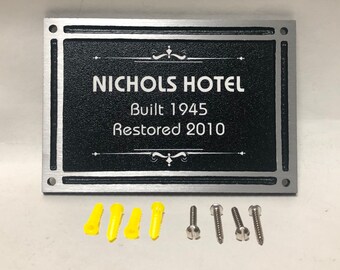 NICHOLS HOTEL
Built 1945
Restored 2010